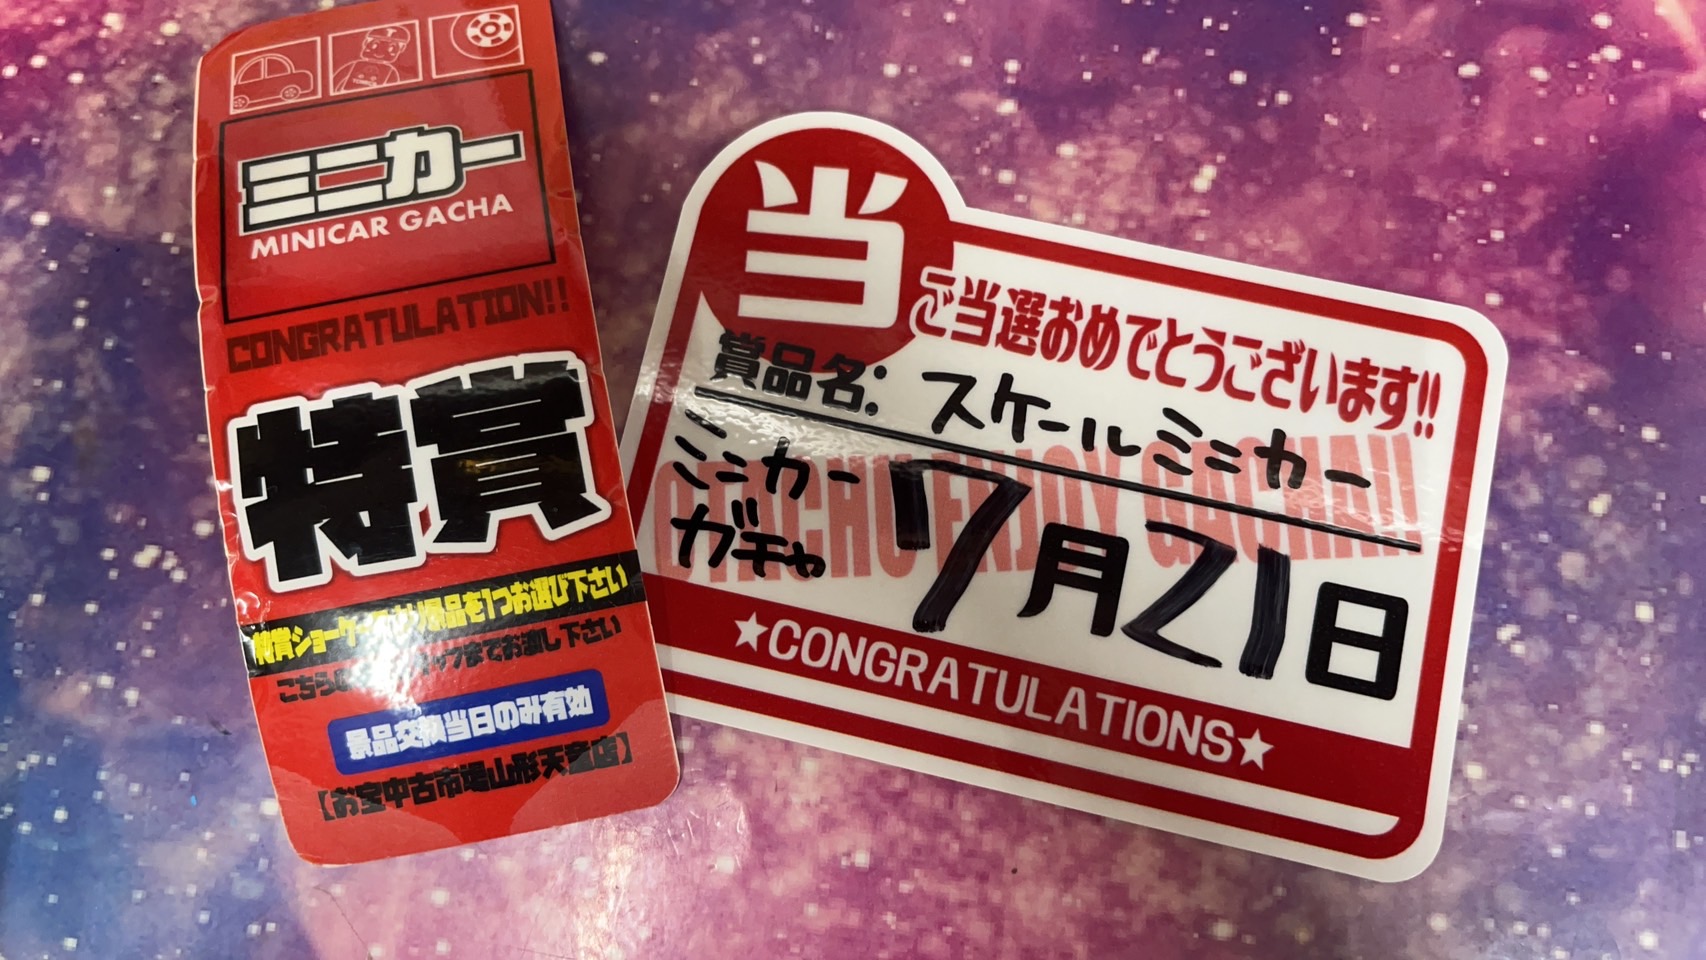 ミニカー
MINICAR GACHA
CONGRATULATION!!
特賞
特賞ショーケースより景品を1つお選び下さい
こちらの
までお渡し下さい
景品交換当日のみ有効
【お宝中古市場山形天童店】
当
ご当選おめでとうございます!!
賞品名: スケールミニカー
ミニカー
ガチャ
7月21日
OTACHU ENJOY GACHA!!
★CONGRATULATIONS★